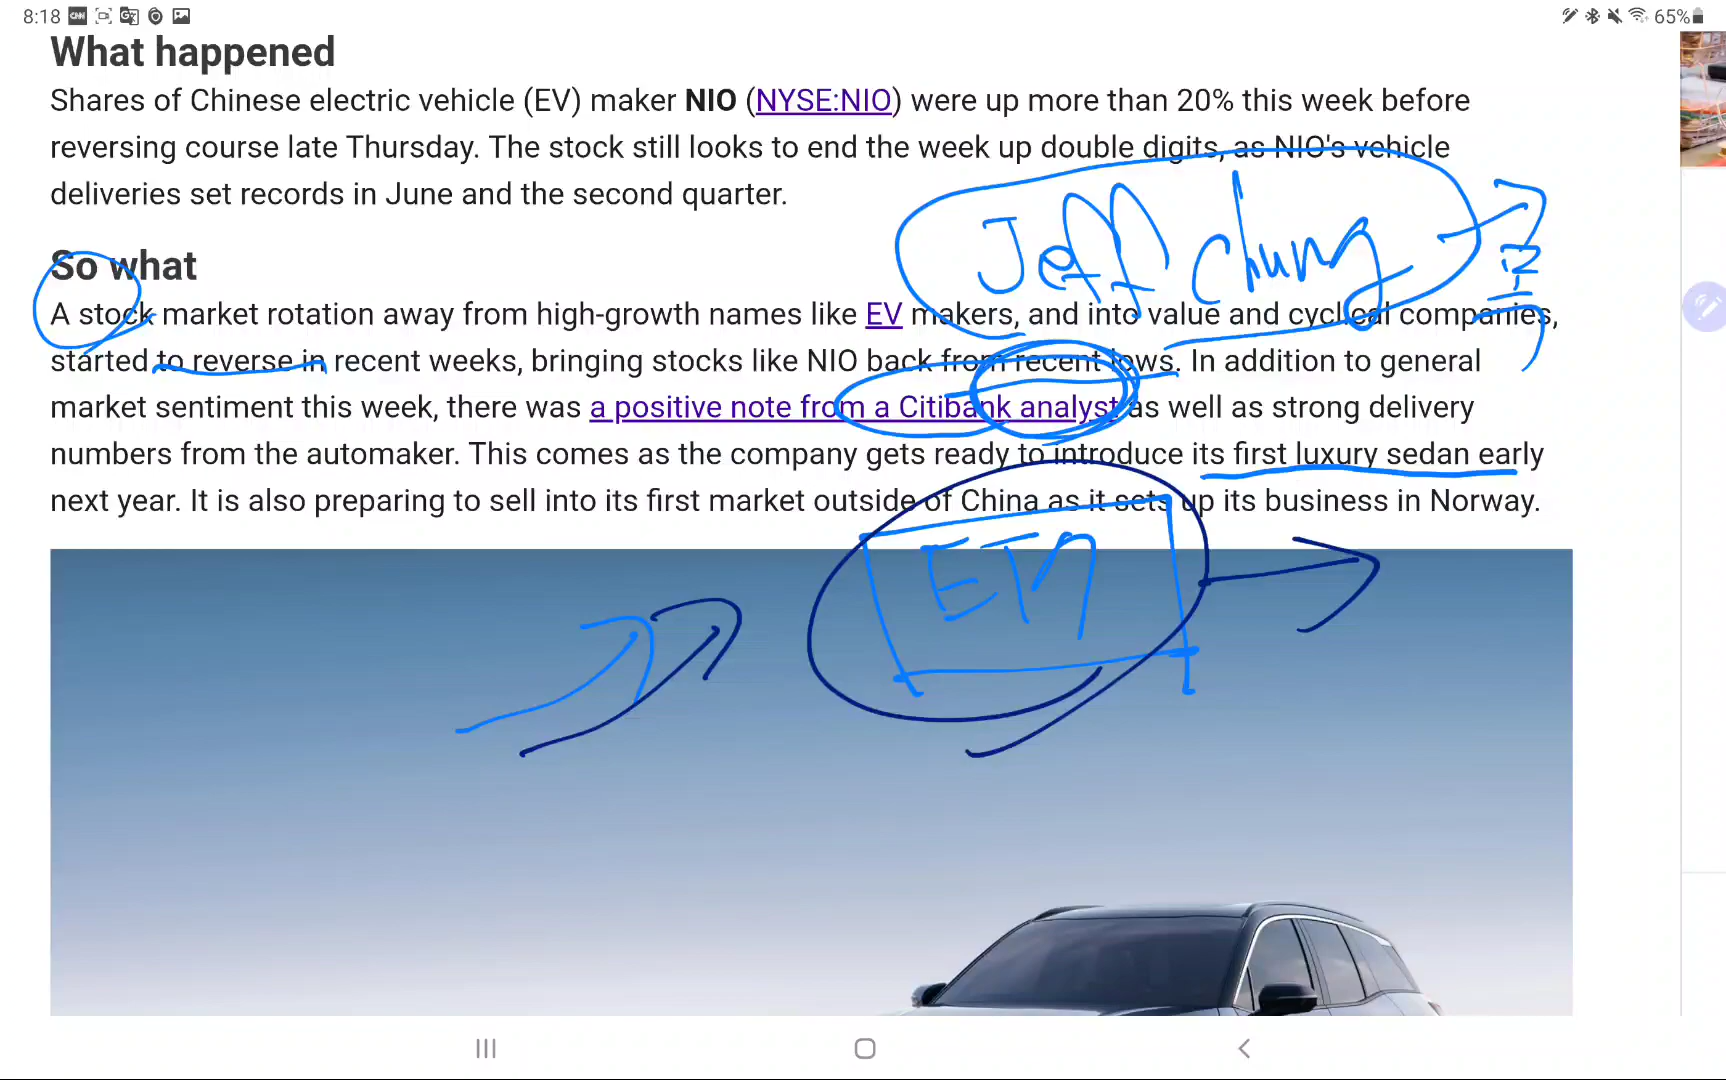 8:18
65%
What happened
Shares of Chinese electric vehicle (EV) maker NIO (NYSE:NIO) were up more than 20% this week before
reversing course late Thursday. The stock still looks to end the week up double digits, as NIO's vehicle
deliveries set records in June and the second quarter.
Jeff chung
So what
A stock market rotation away from high-growth names like EV makers, and into value and cyclical companies,
started to reverse in recent weeks, bringing stocks like NIO back from recent lows. In addition to general
market sentiment this week, there was a positive note from a Citibank analyst as well as strong delivery
numbers from the automaker. This comes as the company gets ready to introduce its first luxury sedan early
next year. It is also preparing to sell into its first market outside of China as it sets up its business in Norway.